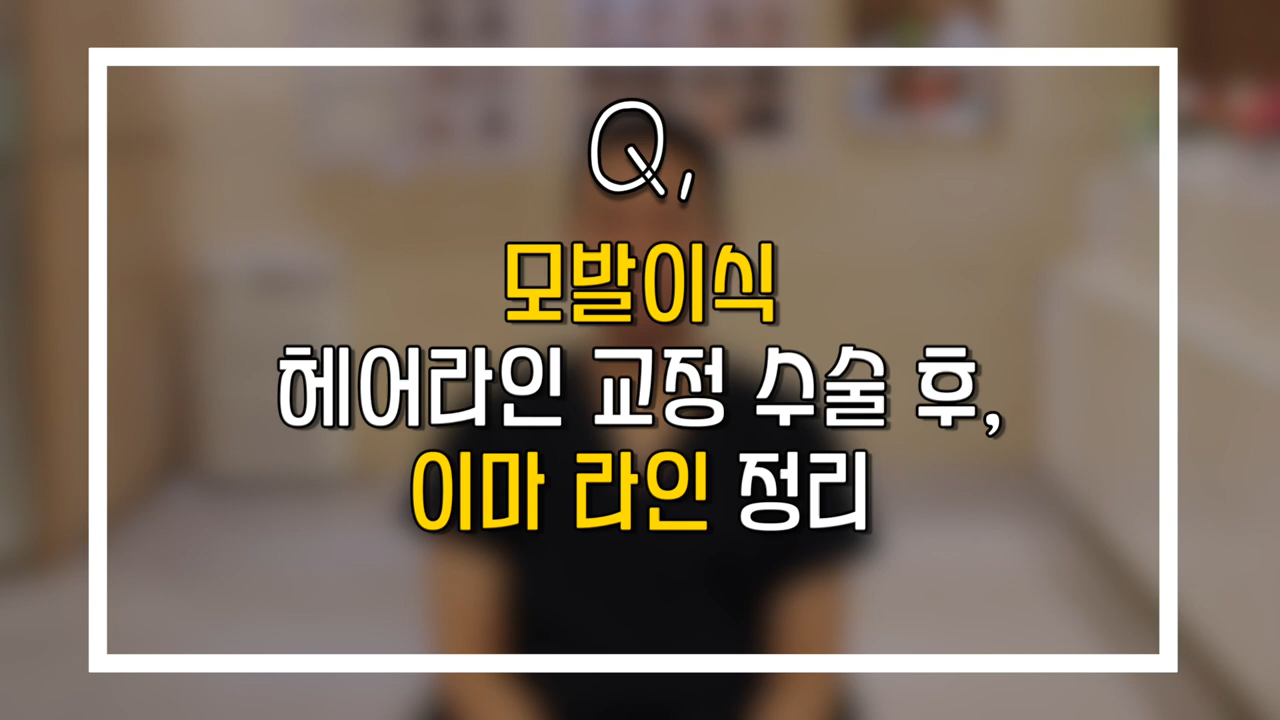 Q,
모발이식
헤어라인 교정 수술 후,
이마 라인 정리